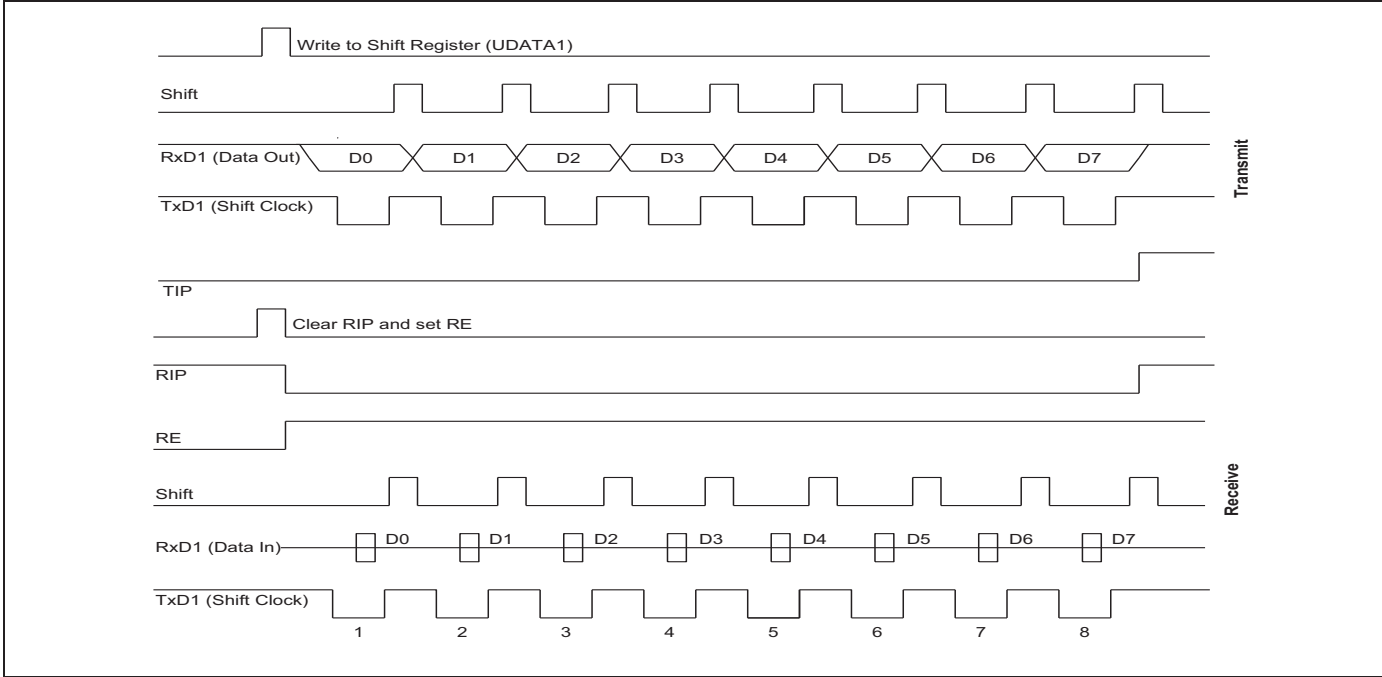 Write to Shift Register (UDATA1)
Shift
RxD1 (Data Out) D0 D1 D2 D3 D4 D5 D6 D7
TxD1 (Shift Clock)
TIP
Transmit
Clear RIP and set RE
RIP
RE
Shift
RxD1 (Data In) D0 D1 D2 D3 D4 D5 D6 D7
TxD1 (Shift Clock)
1 2 3 4 5 6 7 8
Receive